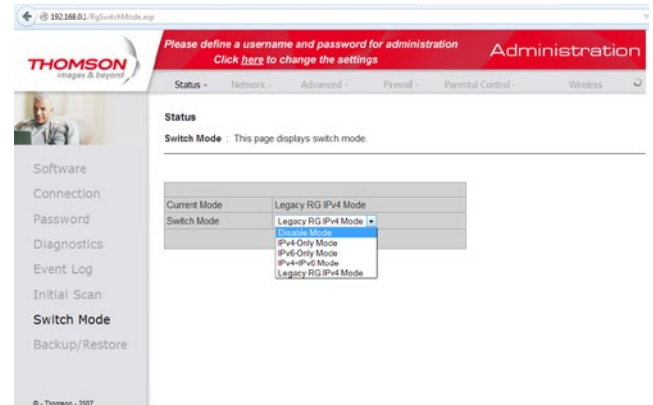 192.168.0.1/RgSwitchMode.asp
THOMSON
images & beyond
Please define a username and password for administration
Click here to change the settings
Administration
Status -
Network -
Advanced -
Firewall -
Parental Control -
Wireless
Status
Switch Mode : This page displays switch mode.
Software
Connection
Password
Diagnostics
Event Log
Initial Scan
Switch Mode
Backup/Restore
Current Mode Legacy RG IPv4 Mode
Switch Mode Legacy RG IPv4 Mode
Disable Mode
IPv4-Only Mode
IPv6-Only Mode
IPv4+IPv6 Mode
Legacy RG IPv4 Mode
© - Thomson - 2007